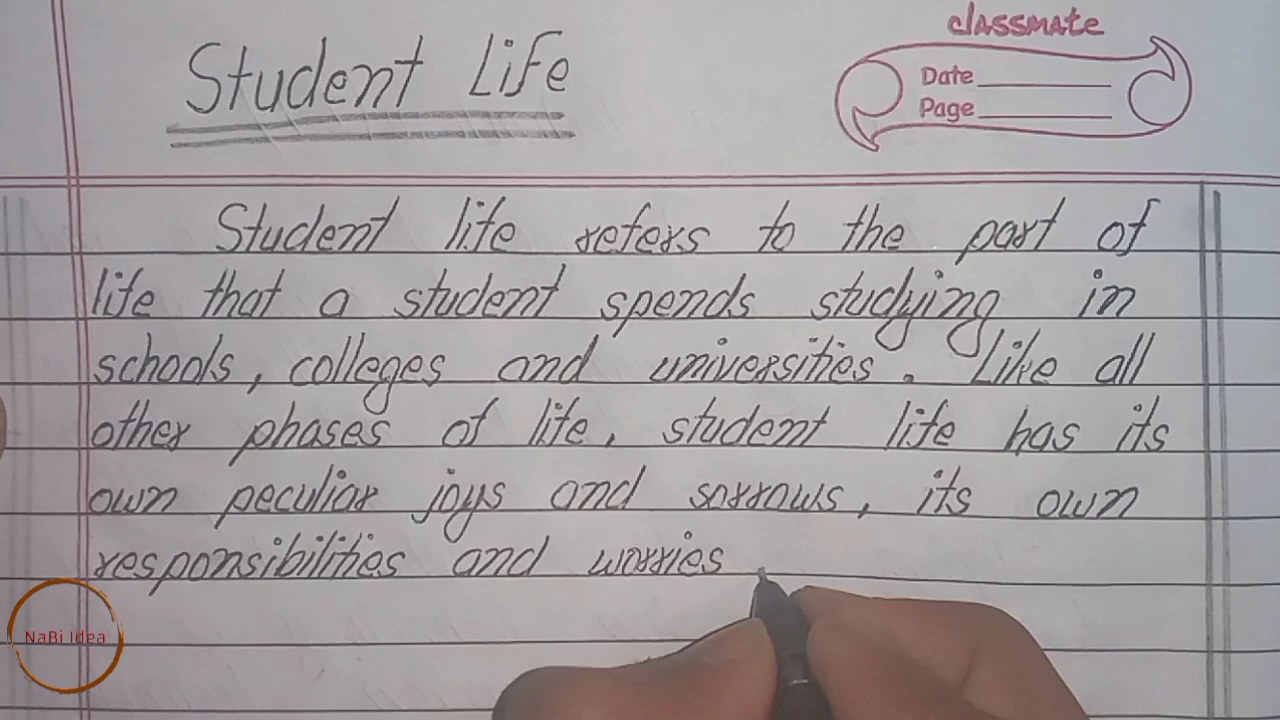 Student Life
classmate
Date
Page
Student life refers to the part of
life that a student spends studying in
schools, colleges and universities. Like all
other phases of life, student life has its
own peculiar joys and sorrows, its own
responsibilities and worries
NaBi Idea